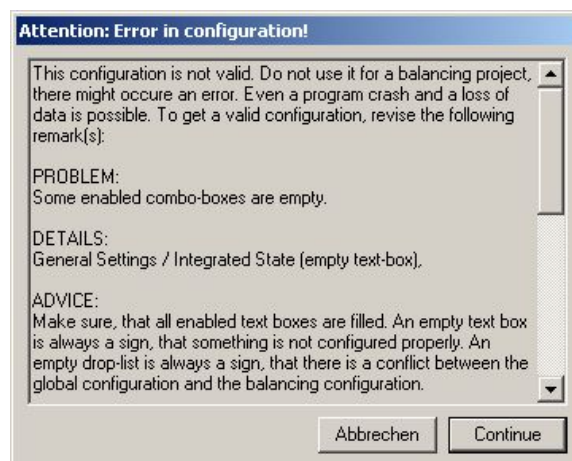 Attention: Error in configuration!
This configuration is not valid. Do not use it for a balancing project,
there might occure an error. Even a program crash and a loss of
data is possible. To get a valid configuration, revise the following
remark(s):
PROBLEM:
Some enabled combo-boxes are empty.
DETAILS:
General Settings / Integrated State (empty text-box),
ADVICE:
Make sure, that all enabled text boxes are filled. An empty text box
is always a sign, that something is not configured properly. An
empty drop-list is always a sign, that there is a conflict between the
global configuration and the balancing configuration.
Abbrechen
Continue